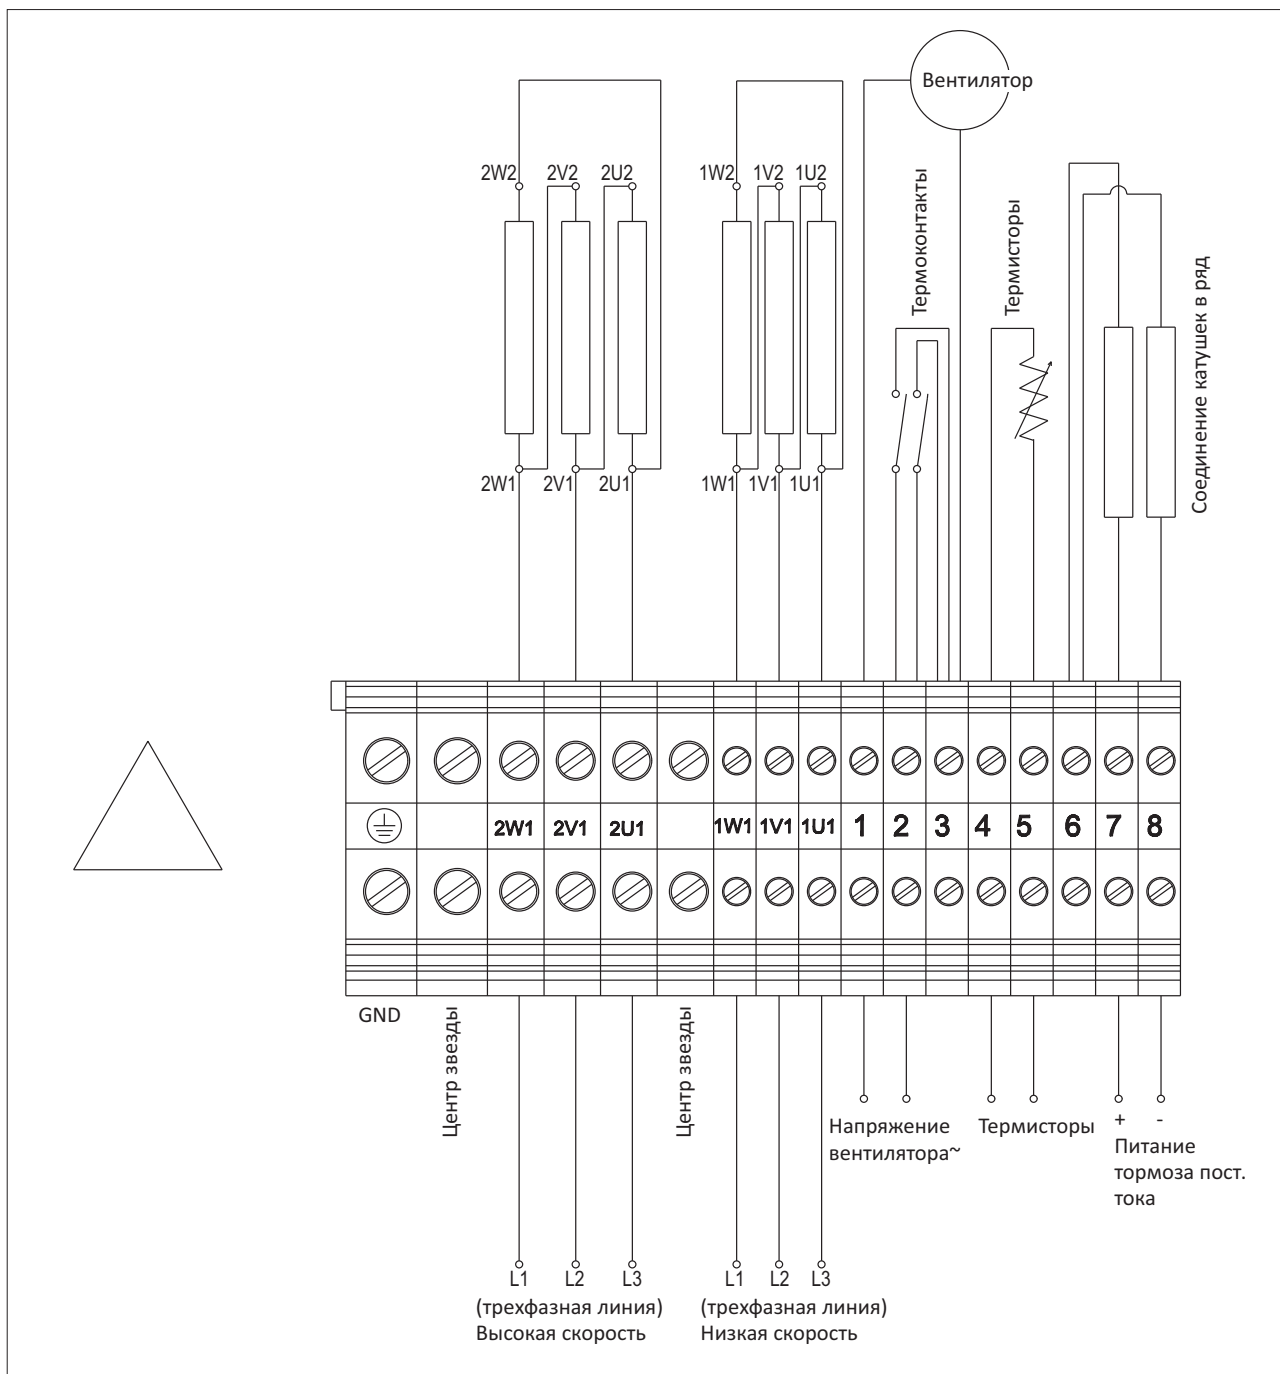 Вентилятор
2W2 2V2 2U2 1W2 1V2 1U2
Термоконтакты
Термисторы
Соединение катушек в ряд
2W1 2V1 2U1 1W1 1V1 1U1
2W1 2V1 2U1 1W1 1V1 1U1 1 2 3 4 5 6 7 8
GND
Центр звезды
Центр звезды
Напряжение
вентилятора~
Термисторы
+ -
Питание
тормоза пост.
тока
L1 L2 L3
(трехфазная линия)
Высокая скорость
L1 L2 L3
(трехфазная линия)
Низкая скорость